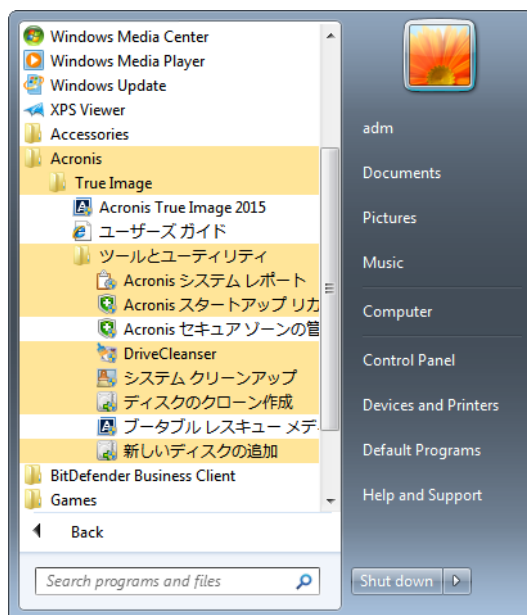 Windows Media Center
Windows Media Player
Windows Update
XPS Viewer
Accessories
Acronis
True Image
Acronis True Image 2015
ユーザーズ ガイド
ツールとユーティリティ
Acronis システム レポート
Acronis スタートアップ リカ
Acronis セキュア ゾーンの管
DriveCleanser
システム クリーンアップ
ディスクのクローン作成
ブータブル レスキュー メデ
新しいディスクの追加
BitDefender Business Client
Games
Back
Search programs and files
adm
Documents
Pictures
Music
Computer
Control Panel
Devices and Printers
Default Programs
Help and Support
Shut down